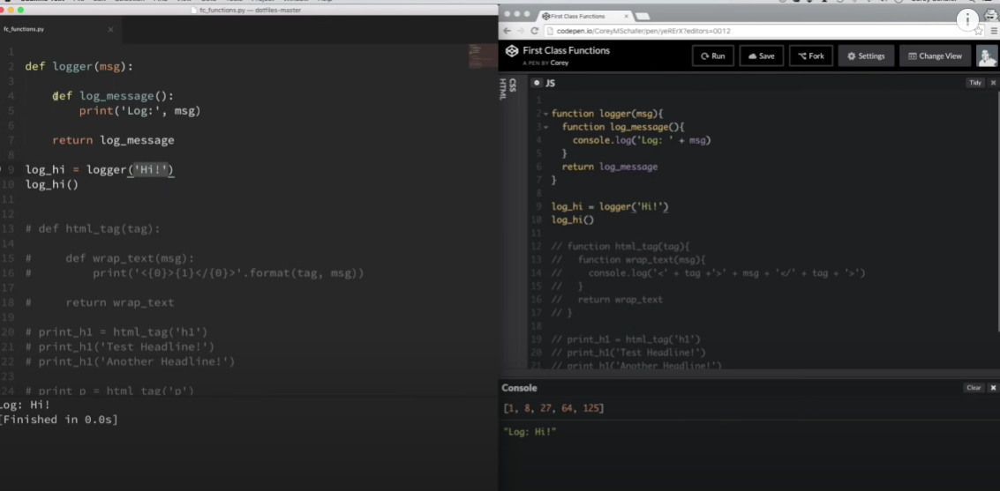 fc_functions.py — dotfiles-master
fc_functions.py
1
2 def logger(msg):
3
4 def log_message():
5 print('Log:', msg)
6
7 return log_message
8
9 log_hi = logger('Hi!')
10 log_hi()
11
12
13 # def html_tag(tag):
14
15 # def wrap_text(msg):
16 # print('<{0}>{1}</{0}>'.format(tag, msg))
17
18 # return wrap_text
19
20 # print_h1 = html_tag('h1')
21 # print_h1('Test Headline!')
22 # print_h1('Another Headline!')
23
24 # print_p = html_tag('p')
Log: Hi!
[Finished in 0.0s]
First Class Functions
codepen.io/CoreyMSchafer/pen/yeRErX?editors=0012
First Class Functions
A PEN BY Corey
Run
Save
Fork
Settings
Change View
HTML
CSS
JS
Tidy
1
2 function logger(msg){
3 function log_message(){
4 console.log('Log: ' + msg)
5 }
6 return log_message
7 }
8
9 log_hi = logger('Hi!')
10 log_hi()
11
12 // function html_tag(tag){
13 // function wrap_text(msg){
14 // console.log('<' + tag +'>' + msg + '</' + tag + '>')
15 // }
16 // return wrap_text
17 // }
18
19 // print_h1 = html_tag('h1')
20 // print_h1('Test Headline!')
21 // print_h1('Another Headline!')
Console
Clear
[1, 8, 27, 64, 125]
"Log: Hi!"